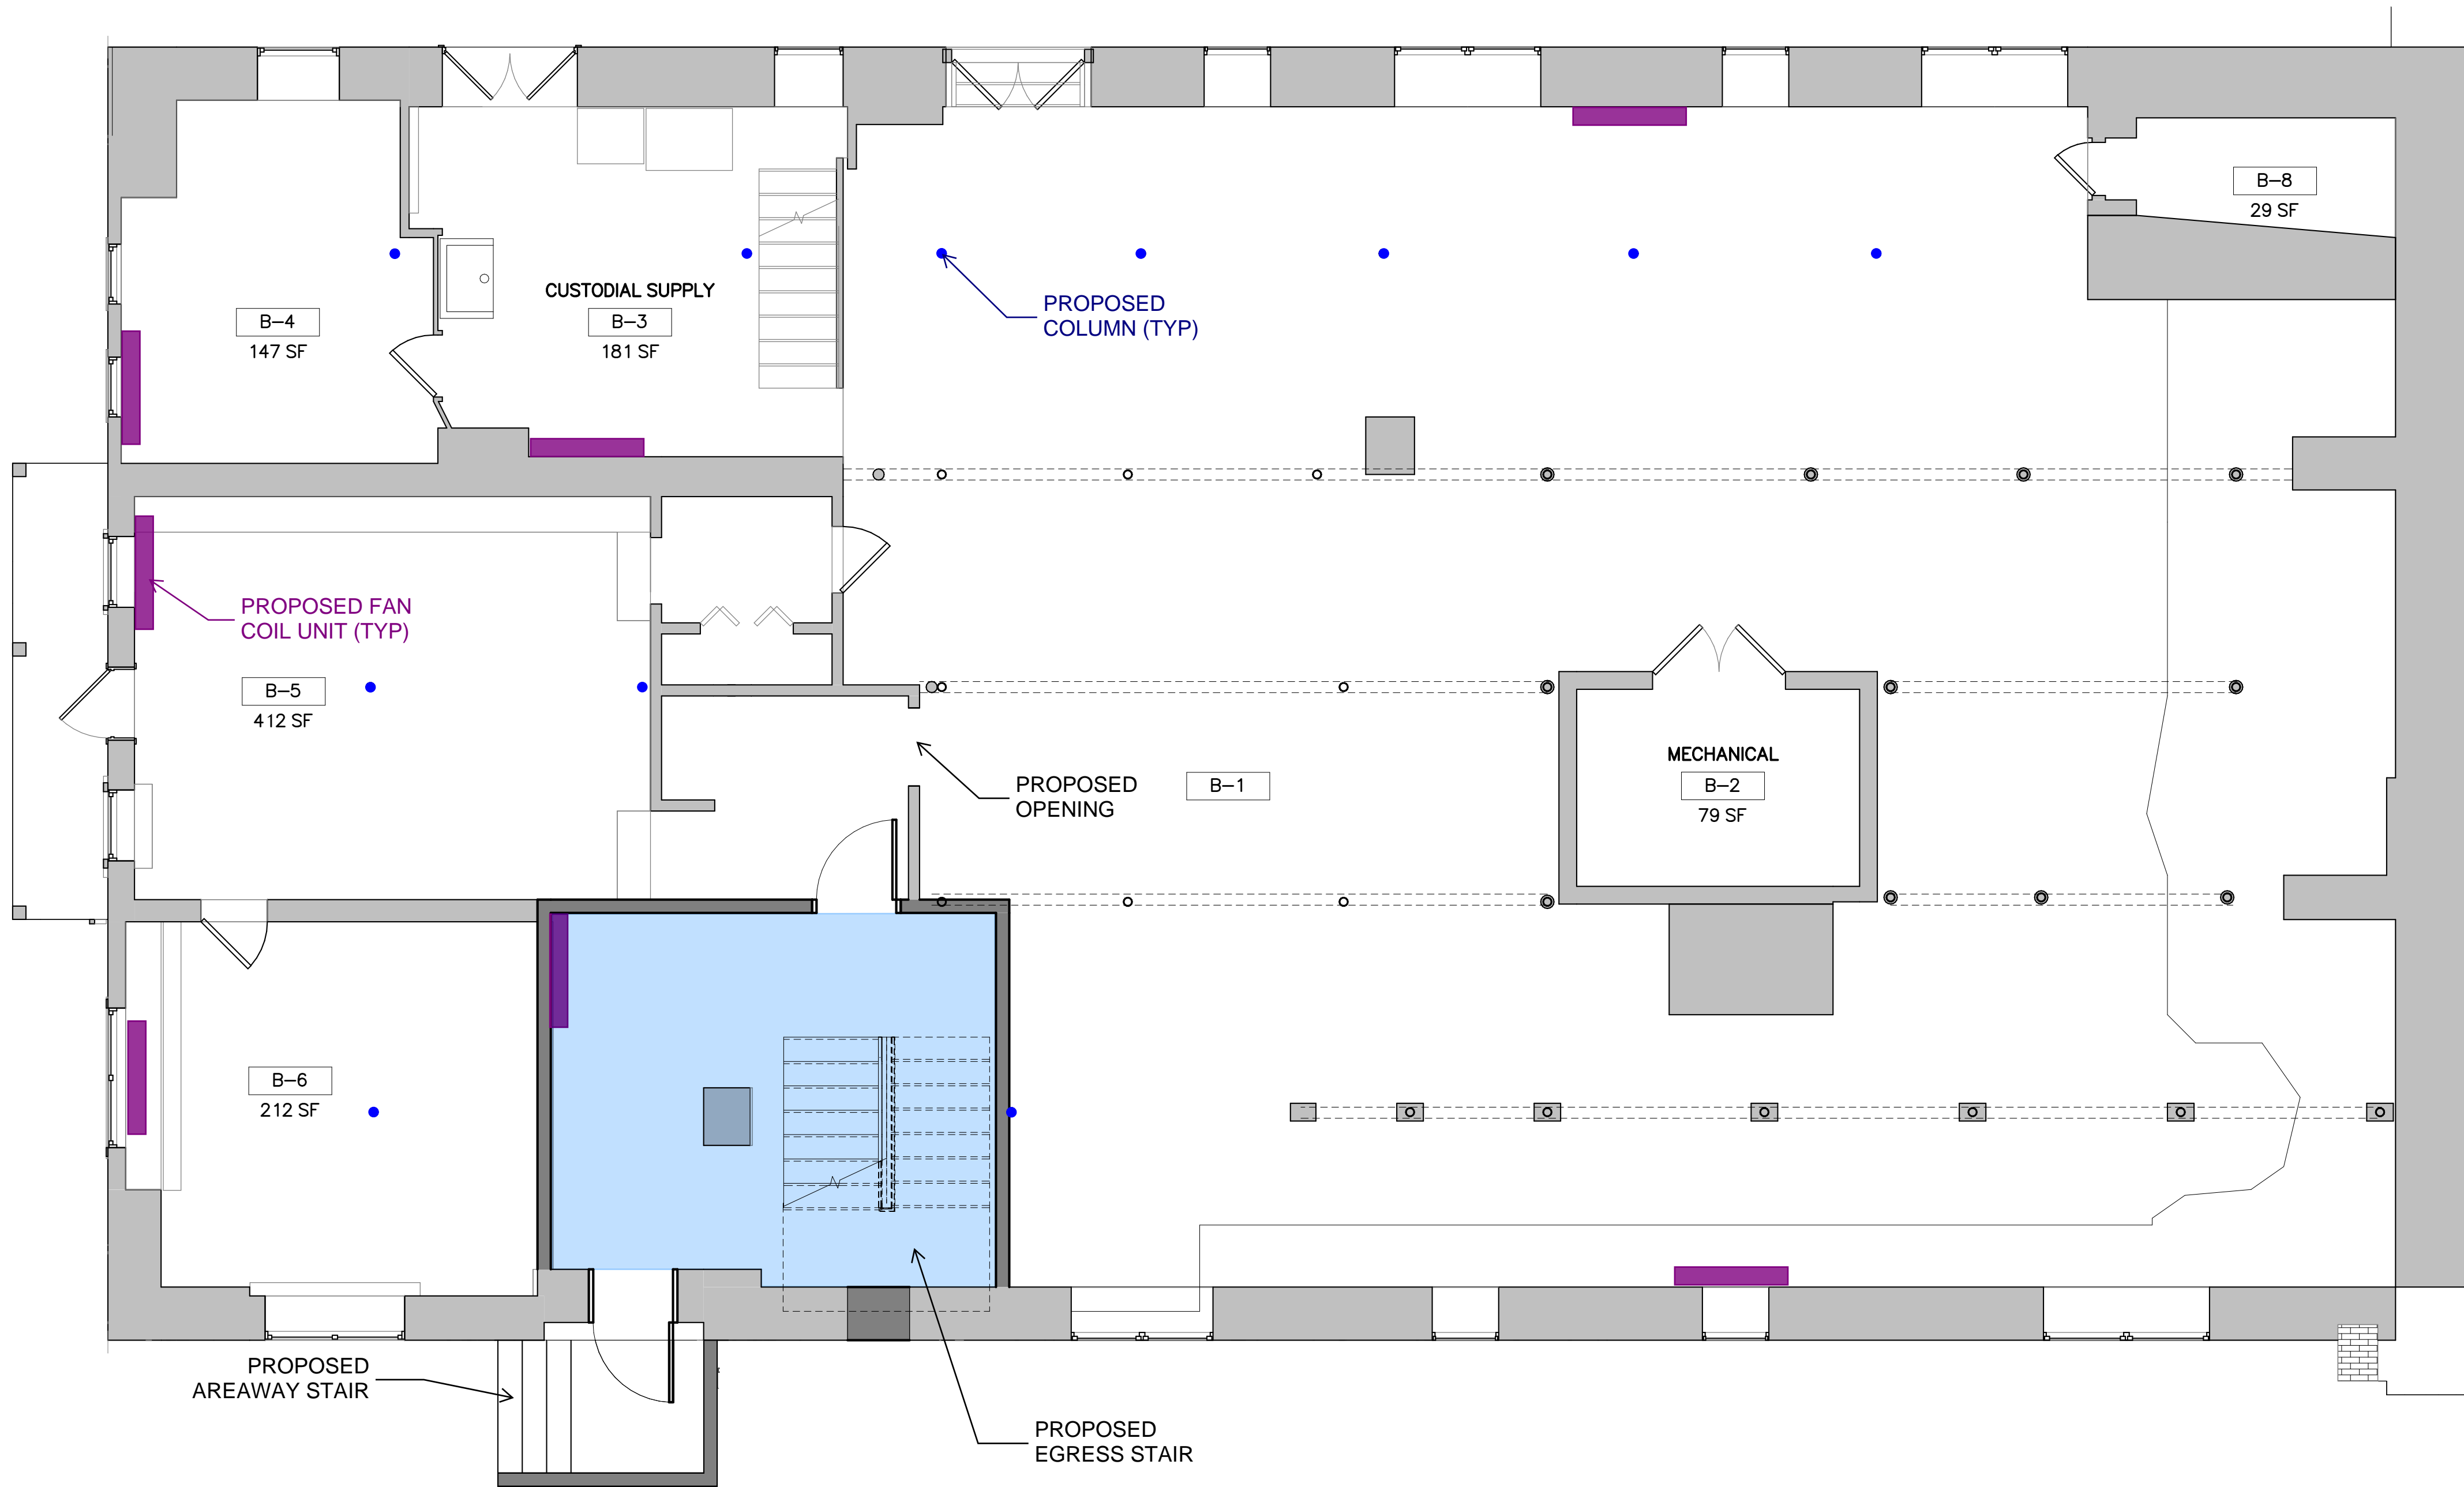 B-8
29 SF
CUSTODIAL SUPPLY
B-3
181 SF
B-4
147 SF
PROPOSED
COLUMN (TYP)
PROPOSED FAN
COIL UNIT (TYP)
B-5
412 SF
PROPOSED
OPENING
B-1
MECHANICAL
B-2
79 SF
B-6
212 SF
PROPOSED
AREAWAY STAIR
PROPOSED
EGRESS STAIR